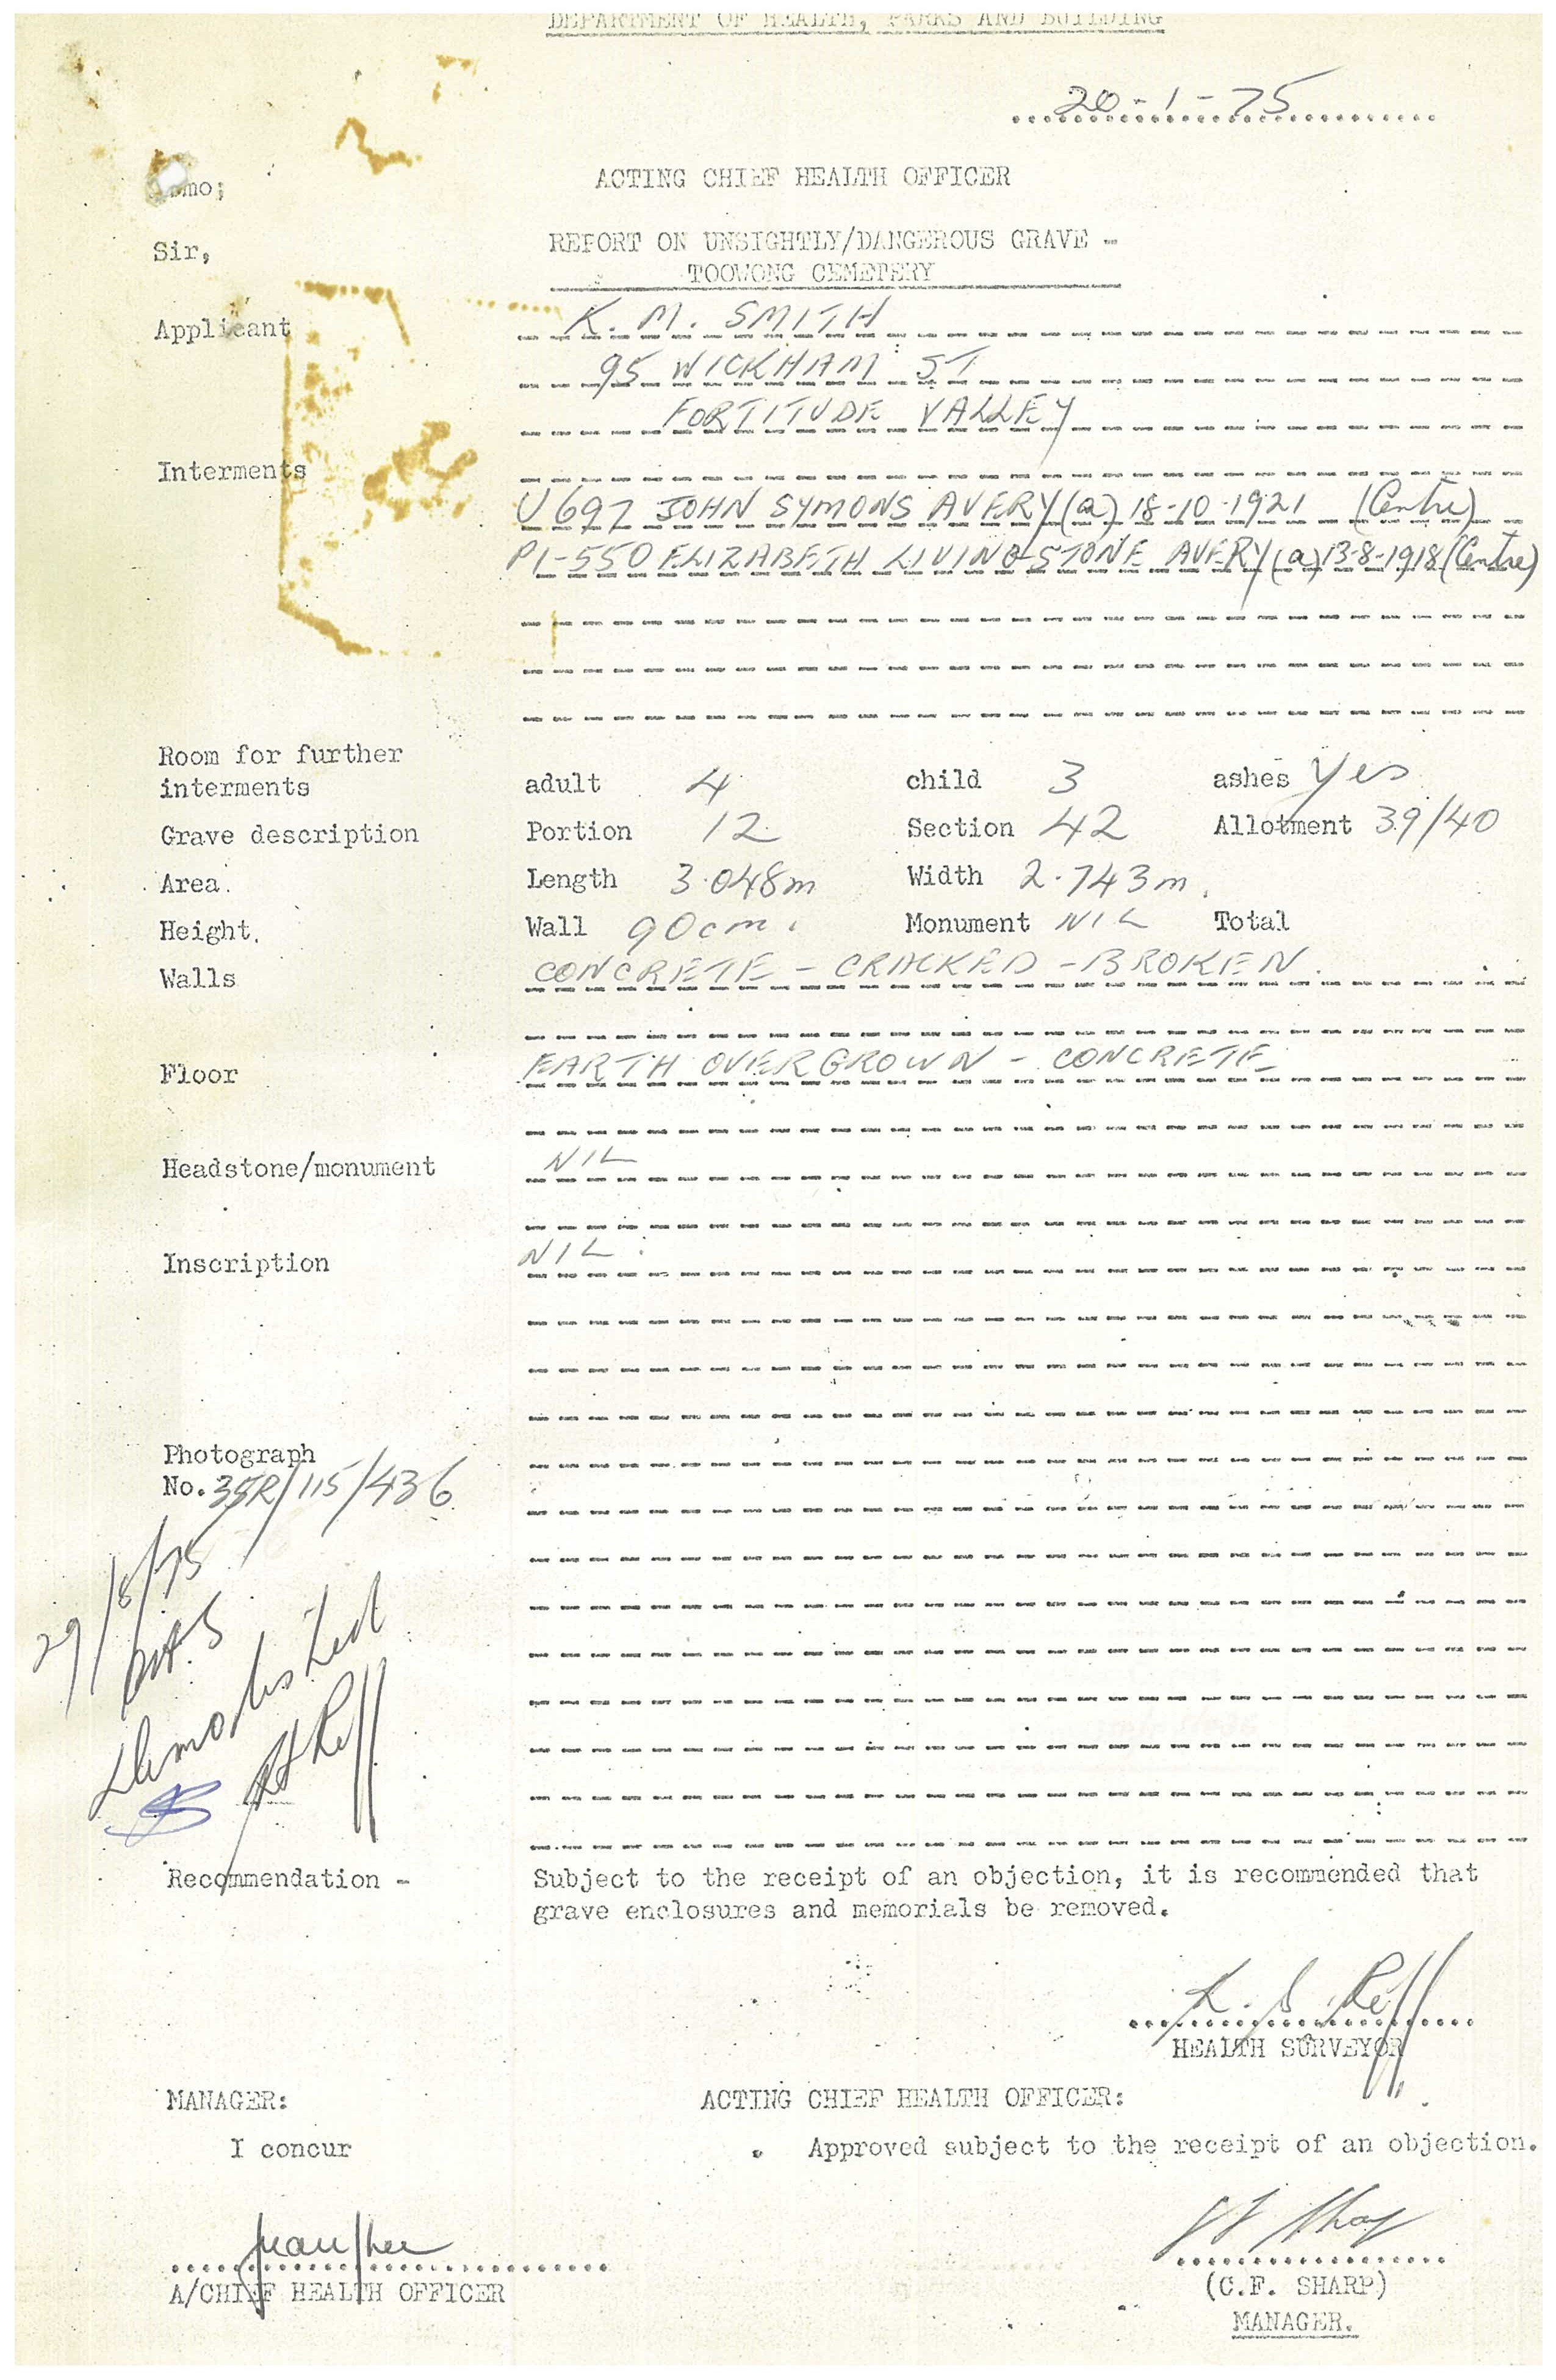 DEPARTMENT OF HEALTH, PARKS AND BUILDING
20-1-75
ACTING CHIEF HEALTH OFFICER
Sir,
REPORT ON UNSIGHTLY/DANGEROUS GRAVE -
TOOWONG CEMETERY
Applicant K. M. SMITH
95 WICKHAM ST
FORTITUDE VALLEY
Interments
U697 JOHN SYMONS AVERY (a) 18-10-1921 (Centre)
P1-550 ELIZABETH LIVINGSTONE AVERY (a) 13-8-1918 (Centre)
Room for further
interments adult 4 child 3 ashes Yes
Grave description Portion 12 Section 42 Allotment 39/40
Area. Length 3.048m Width 2.743m.
Height. Wall 90cm. Monument NIL Total
Walls CONCRETE - CRACKED - BROKEN.
Floor EARTH OVERGROWN - CONCRETE
Headstone/monument NIL
Inscription NIL.
Photograph
No. 35R/115/436
29/8/75
Demolished
Recommendation - Subject to the receipt of an objection, it is recommended that
grave enclosures and memorials be removed.
HEALTH SURVEYOR
MANAGER: ACTING CHIEF HEALTH OFFICER:
I concur Approved subject to the receipt of an objection.
A/CHIEF HEALTH OFFICER (C.F. SHARP)
MANAGER.